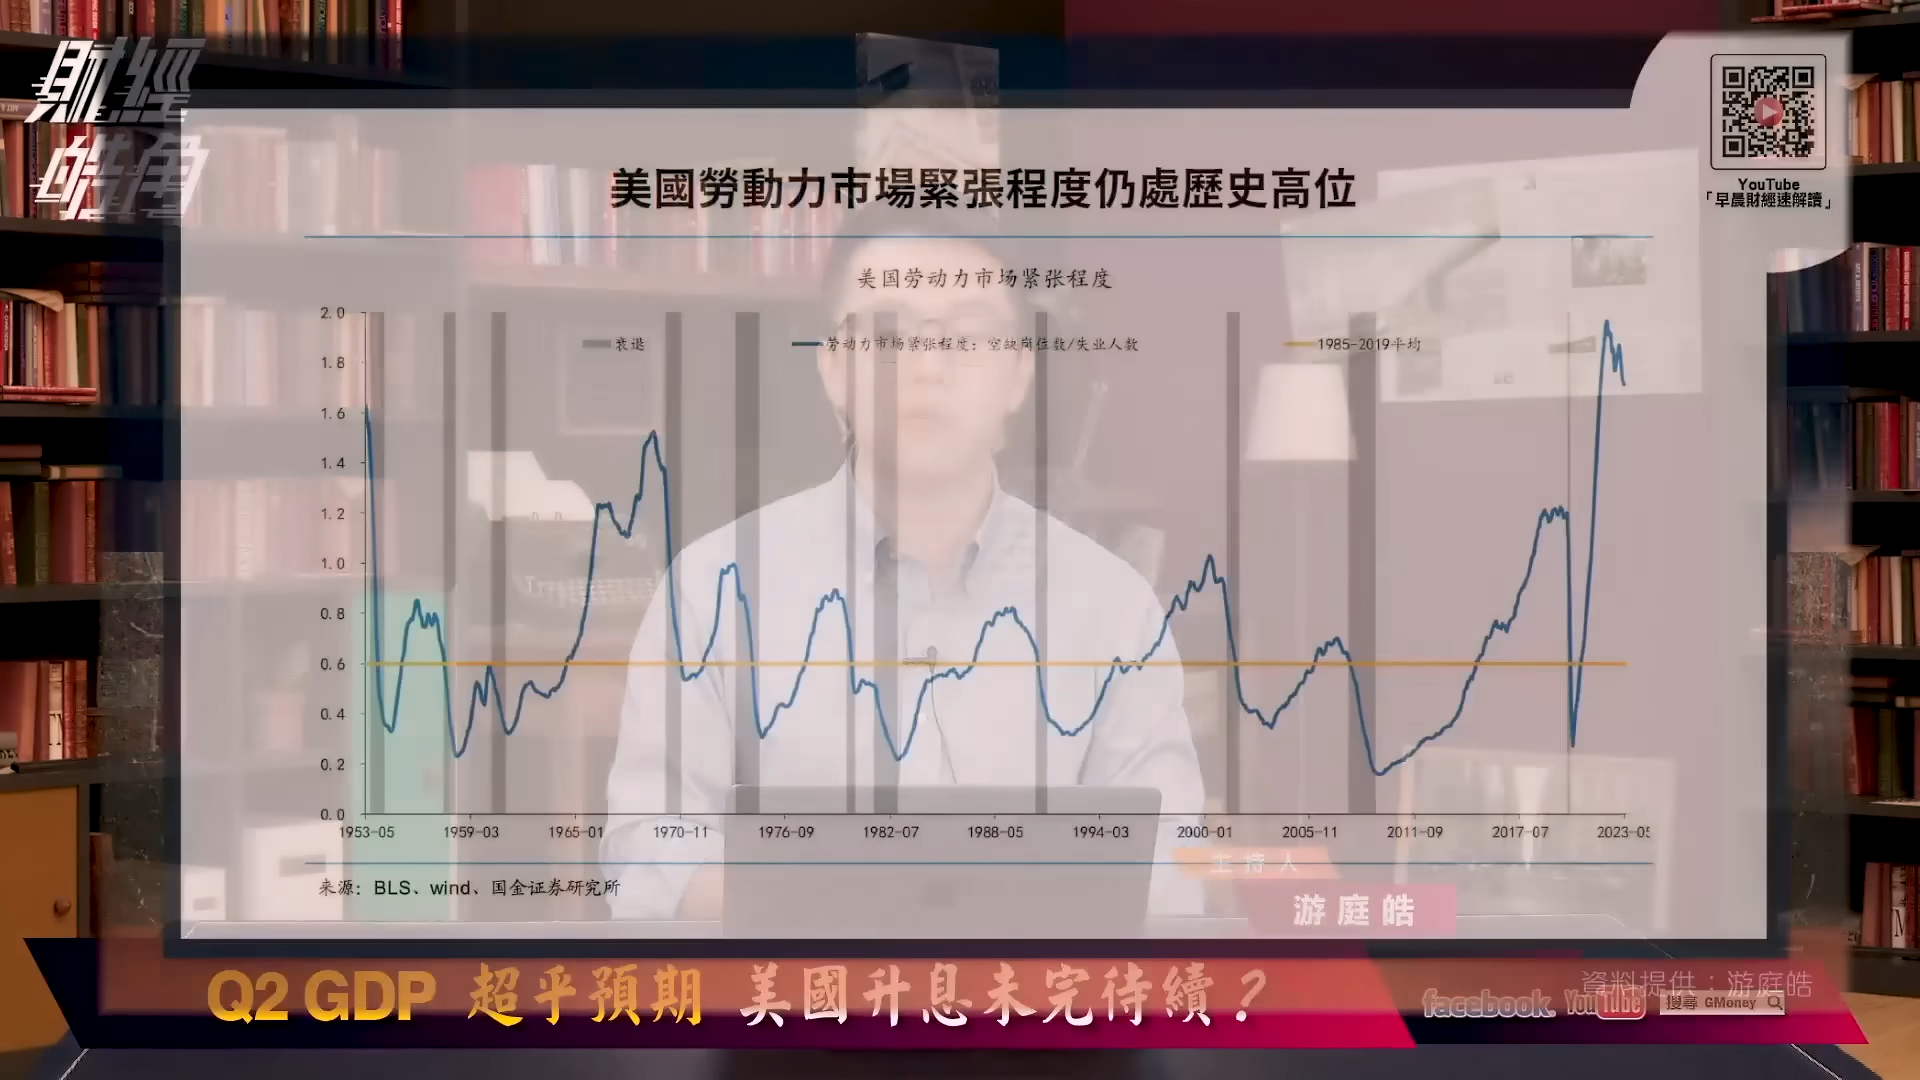 財經
皓角
YouTube
「早晨財經速解讀」
美國勞動力市場緊張程度仍處歷史高位
美国劳动力市场紧张程度
衰退
劳动力市场紧张程度：空缺岗位数/失业人数
1985-2019平均
2.0
1.8
1.6
1.4
1.2
1.0
0.8
0.6
0.4
0.2
0.0
1953-05
1959-03
1965-01
1970-11
1976-09
1982-07
1988-05
1994-03
2000-01
2005-11
2011-09
2017-07
2023-05
来源：BLS、wind、国金证券研究所
主持人
游庭皓
Q2 GDP 超乎預期 美國升息未完待續？
資料提供：游庭皓
facebook. YouTube 搜尋 GMoney